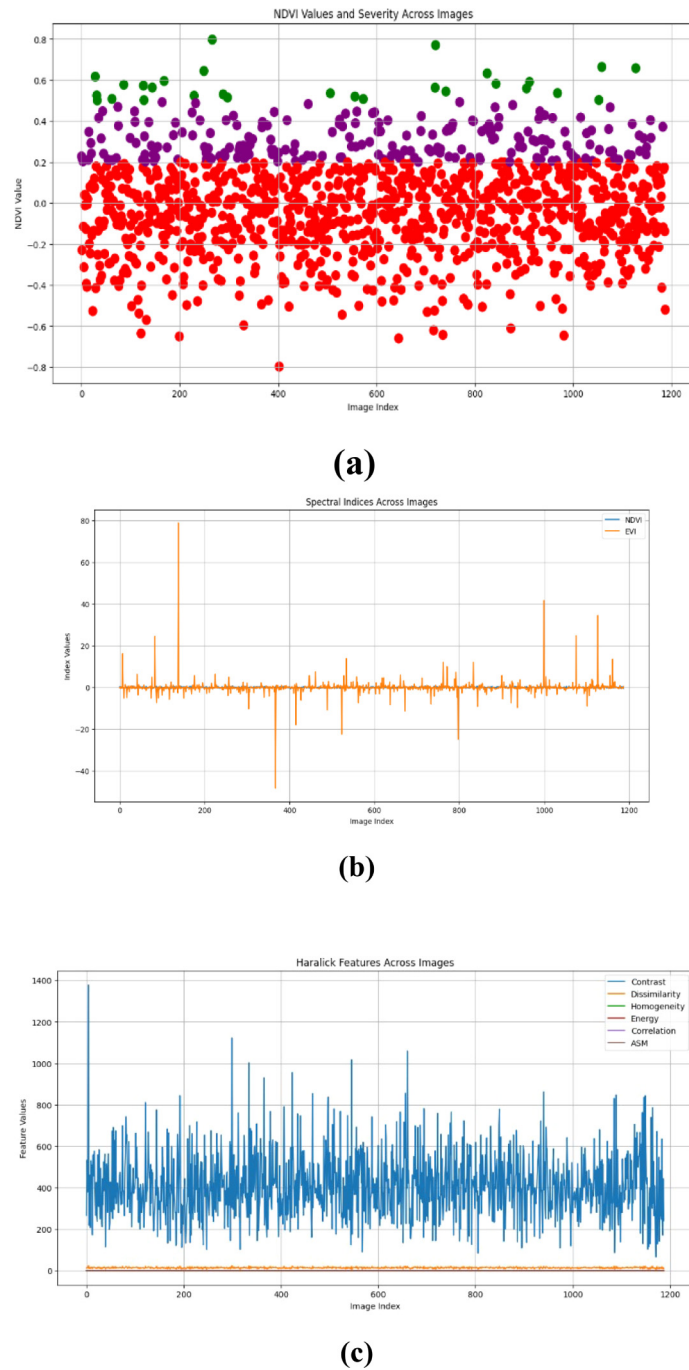 NDVI Values and Severity Across Images
NDVI Value
0.8
0.6
0.4
0.2
0.0
−0.2
−0.4
−0.6
−0.8
0 200 400 600 800 1000 1200
Image Index
(a)
Spectral Indices Across Images
NDVI
EVI
Index Values
80
60
40
20
0
−20
−40
0 200 400 600 800 1000 1200
Image Index
(b)
Haralick Features Across Images
Contrast
Dissimilarity
Homogeneity
Energy
Correlation
ASM
Feature Values
1400
1200
1000
800
600
400
200
0
0 200 400 600 800 1000 1200
Image Index
(c)